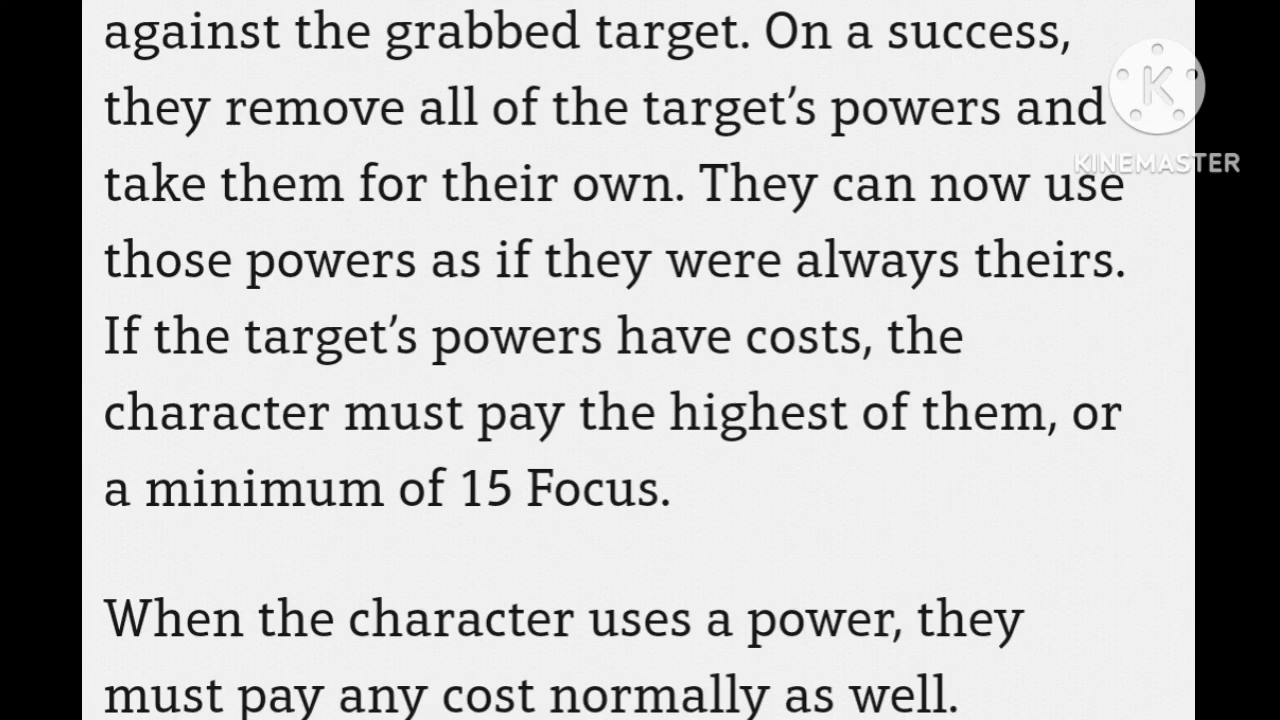 against the grabbed target. On a success,
they remove all of the target's powers and
take them for their own. They can now use
those powers as if they were always theirs.
If the target's powers have costs, the
character must pay the highest of them, or
a minimum of 15 Focus.
When the character uses a power, they
must pay any cost normally as well.
K
KINEMASTER